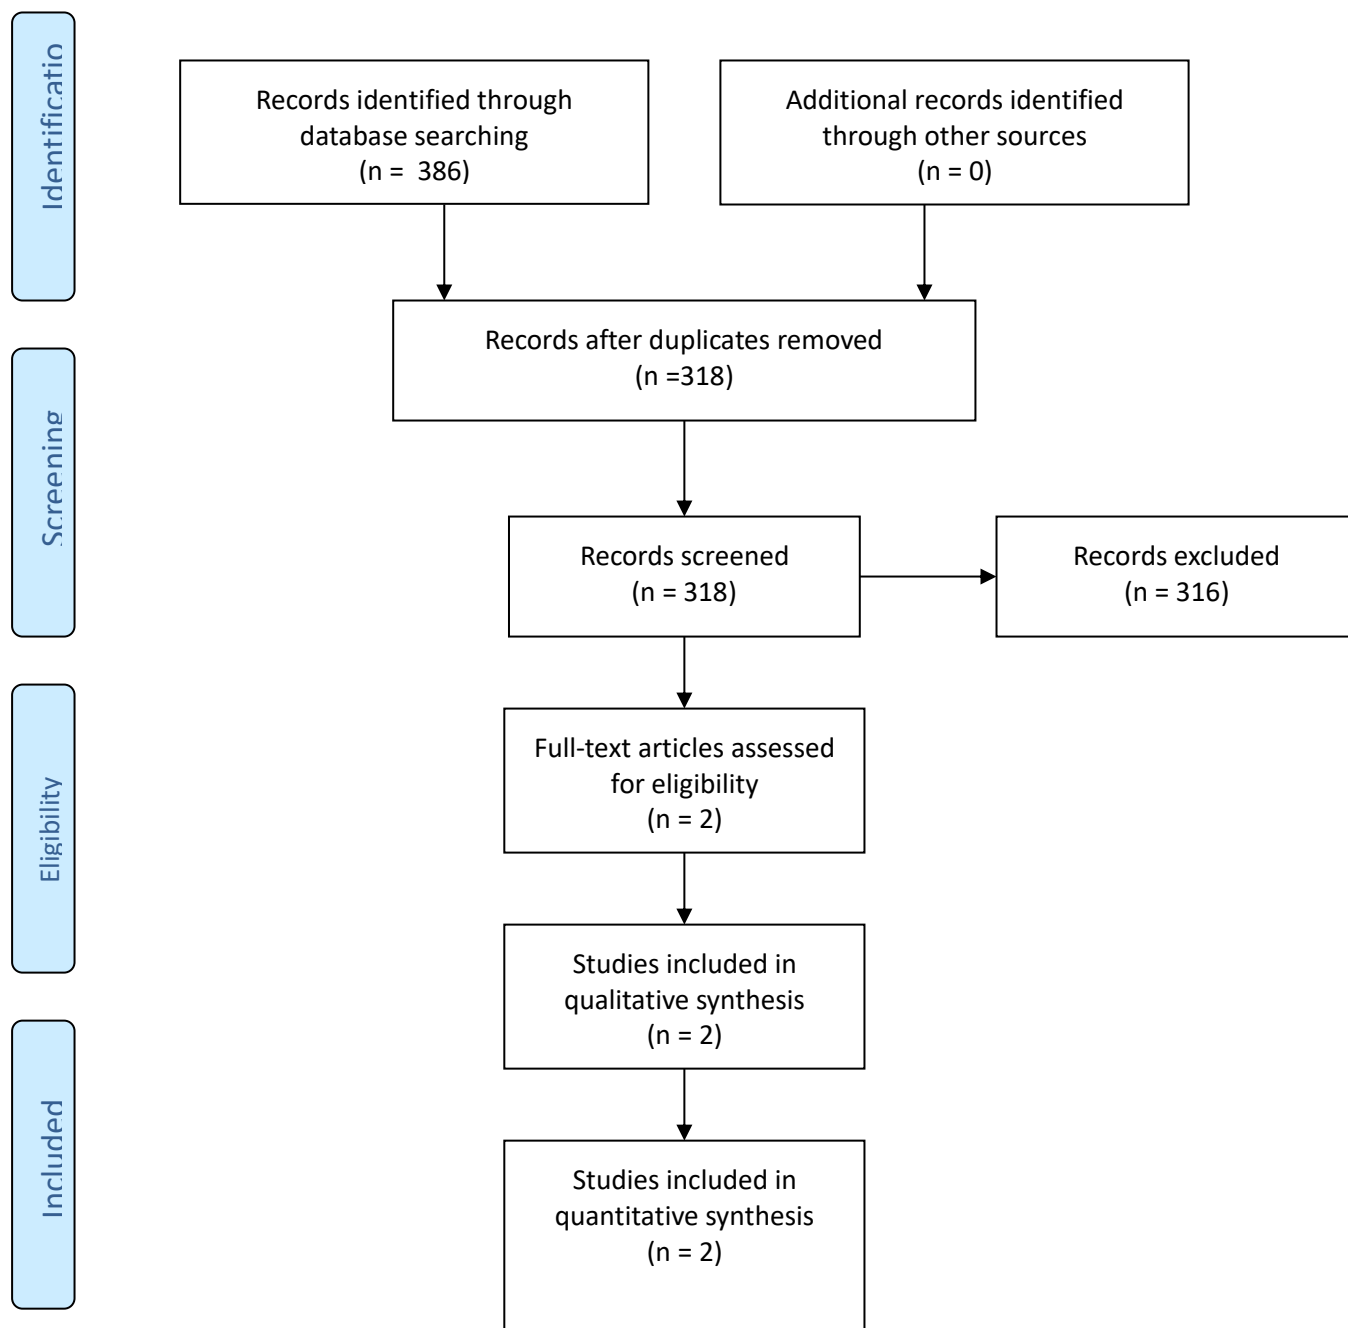 Identificatio
Records identified through
database searching
(n =  386)
Additional records identified
through other sources
(n = 0)
Records after duplicates removed
(n =318)
Screening
Records screened
(n = 318)
Records excluded
(n = 316)
Eligibility
Full-text articles assessed
for eligibility
(n = 2)
Studies included in
qualitative synthesis
(n = 2)
Included
Studies included in
quantitative synthesis
(n = 2)